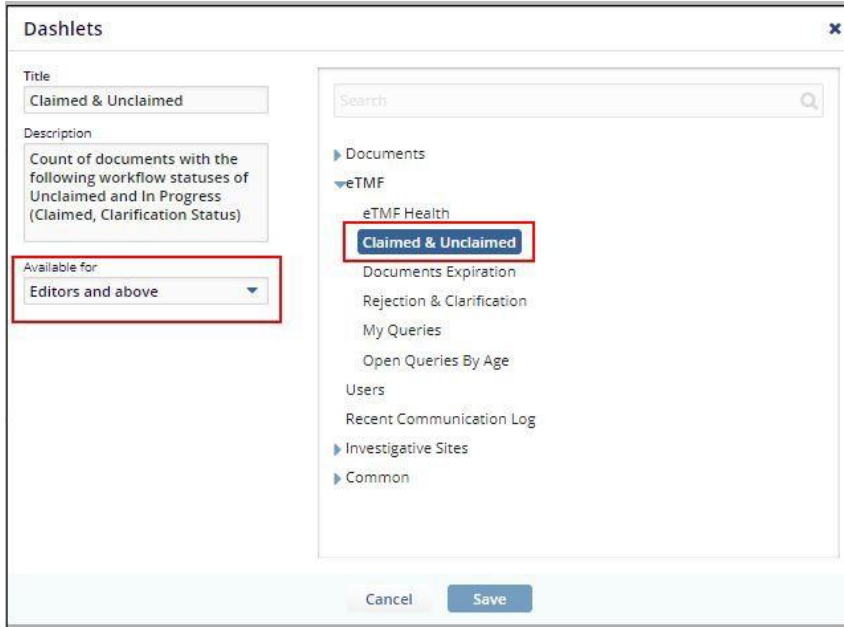 Dashlets
Title
Claimed & Unclaimed
Description
Count of documents with the
following workflow statuses of
Unclaimed and In Progress
(Claimed, Clarification Status)
Available for
Editors and above
Search
Documents
eTMF
eTMF Health
Claimed & Unclaimed
Documents Expiration
Rejection & Clarification
My Queries
Open Queries By Age
Users
Recent Communication Log
Investigative Sites
Common
Cancel
Save